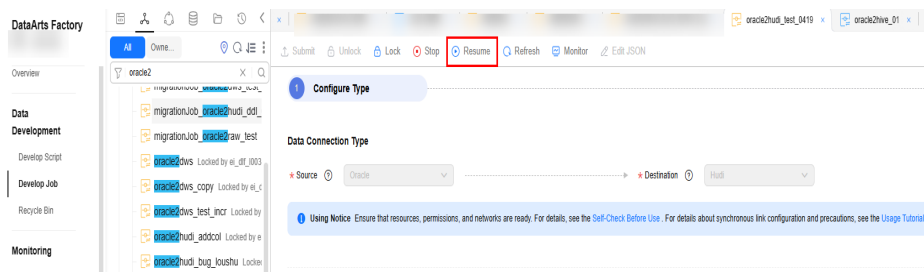 DataArts Factory
oracle2hudi_test_0419 ×
oracle2hive_01 ×
All
Owne...
Submit Unlock Lock Stop Resume Refresh Monitor Edit JSON
Overview
oracle2
migrationJob_oracle2dws_test_
1 Configure Type
migrationJob_oracle2hudi_ddl_
Data
Development
migrationJob_oracle2raw_test
Data Connection Type
Develop Script
oracle2dws Locked by ei_dlf_l003
* Source Oracle
* Destination Hudi
Develop Job
oracle2dws_copy Locked by ei_c
Recycle Bin
oracle2dws_test_incr Locked by
Using Notice Ensure that resources, permissions, and networks are ready. For details, see the Self-Check Before Use . For details about synchronous link configuration and precautions, see the Usage Tutorial
oracle2hudi_addcol Locked by e
Monitoring
oracle2hudi_bug_loushu Locked